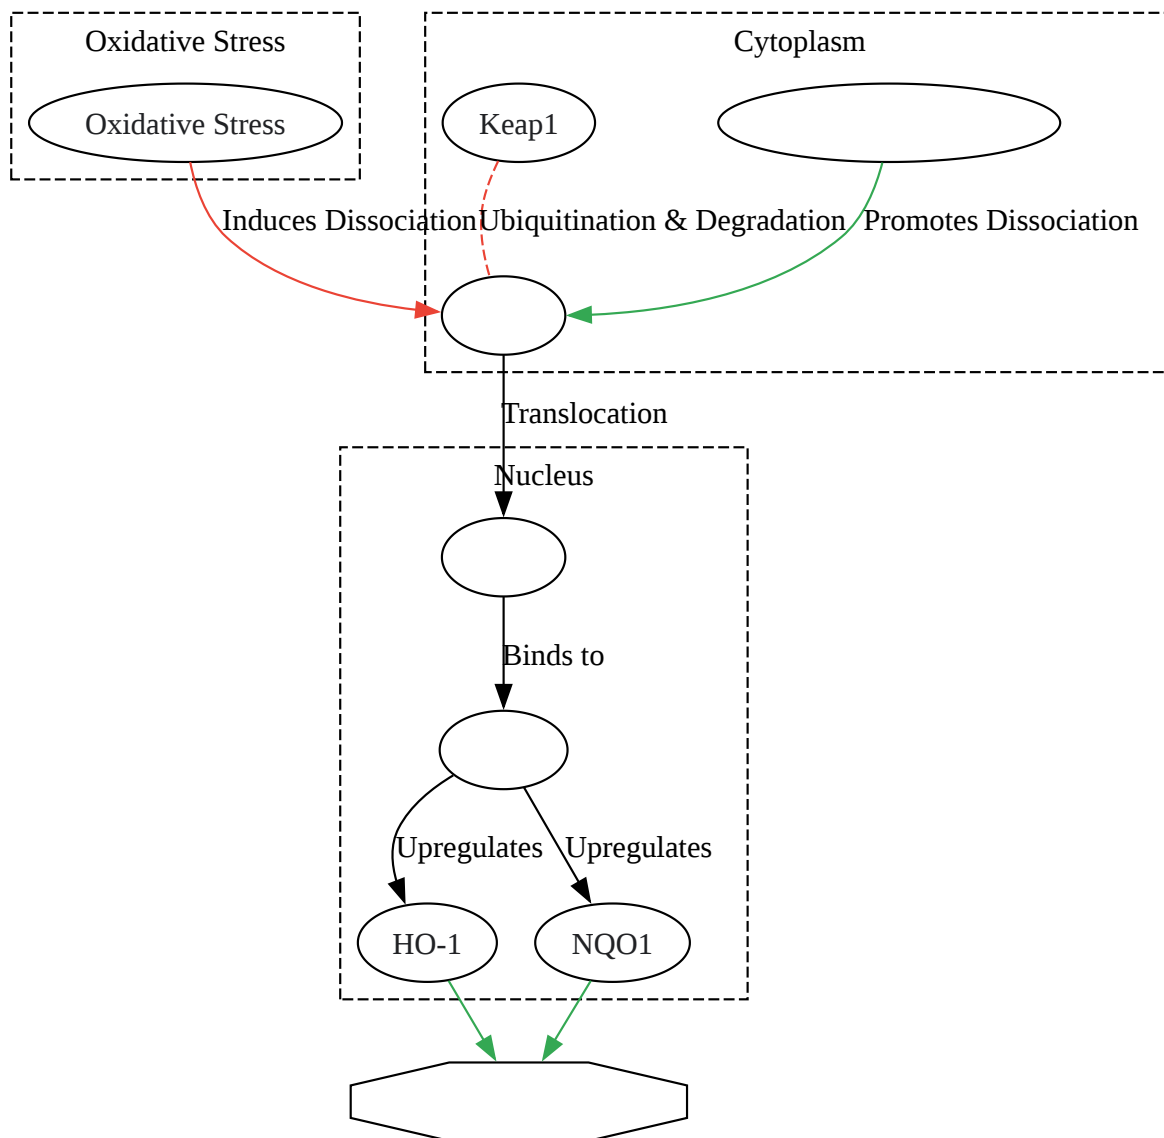 Oxidative Stress
Cytoplasm
Oxidative Stress
Keap1
Induces Dissociation
Ubiquitination & Degradation
Promotes Dissociation
Translocation
Nucleus
Binds to
Upregulates
Upregulates
HO-1
NQO1